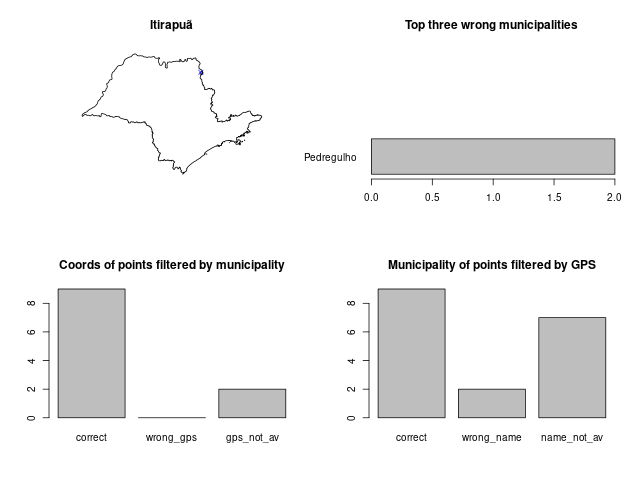 Itirapuã
Top three wrong municipalities
Pedregulho
0.0 0.5 1.0 1.5 2.0
Coords of points filtered by municipality
8
6
4
2
0
correct wrong_gps gps_not_av
Municipality of points filtered by GPS
8
6
4
2
0
correct wrong_name name_not_av